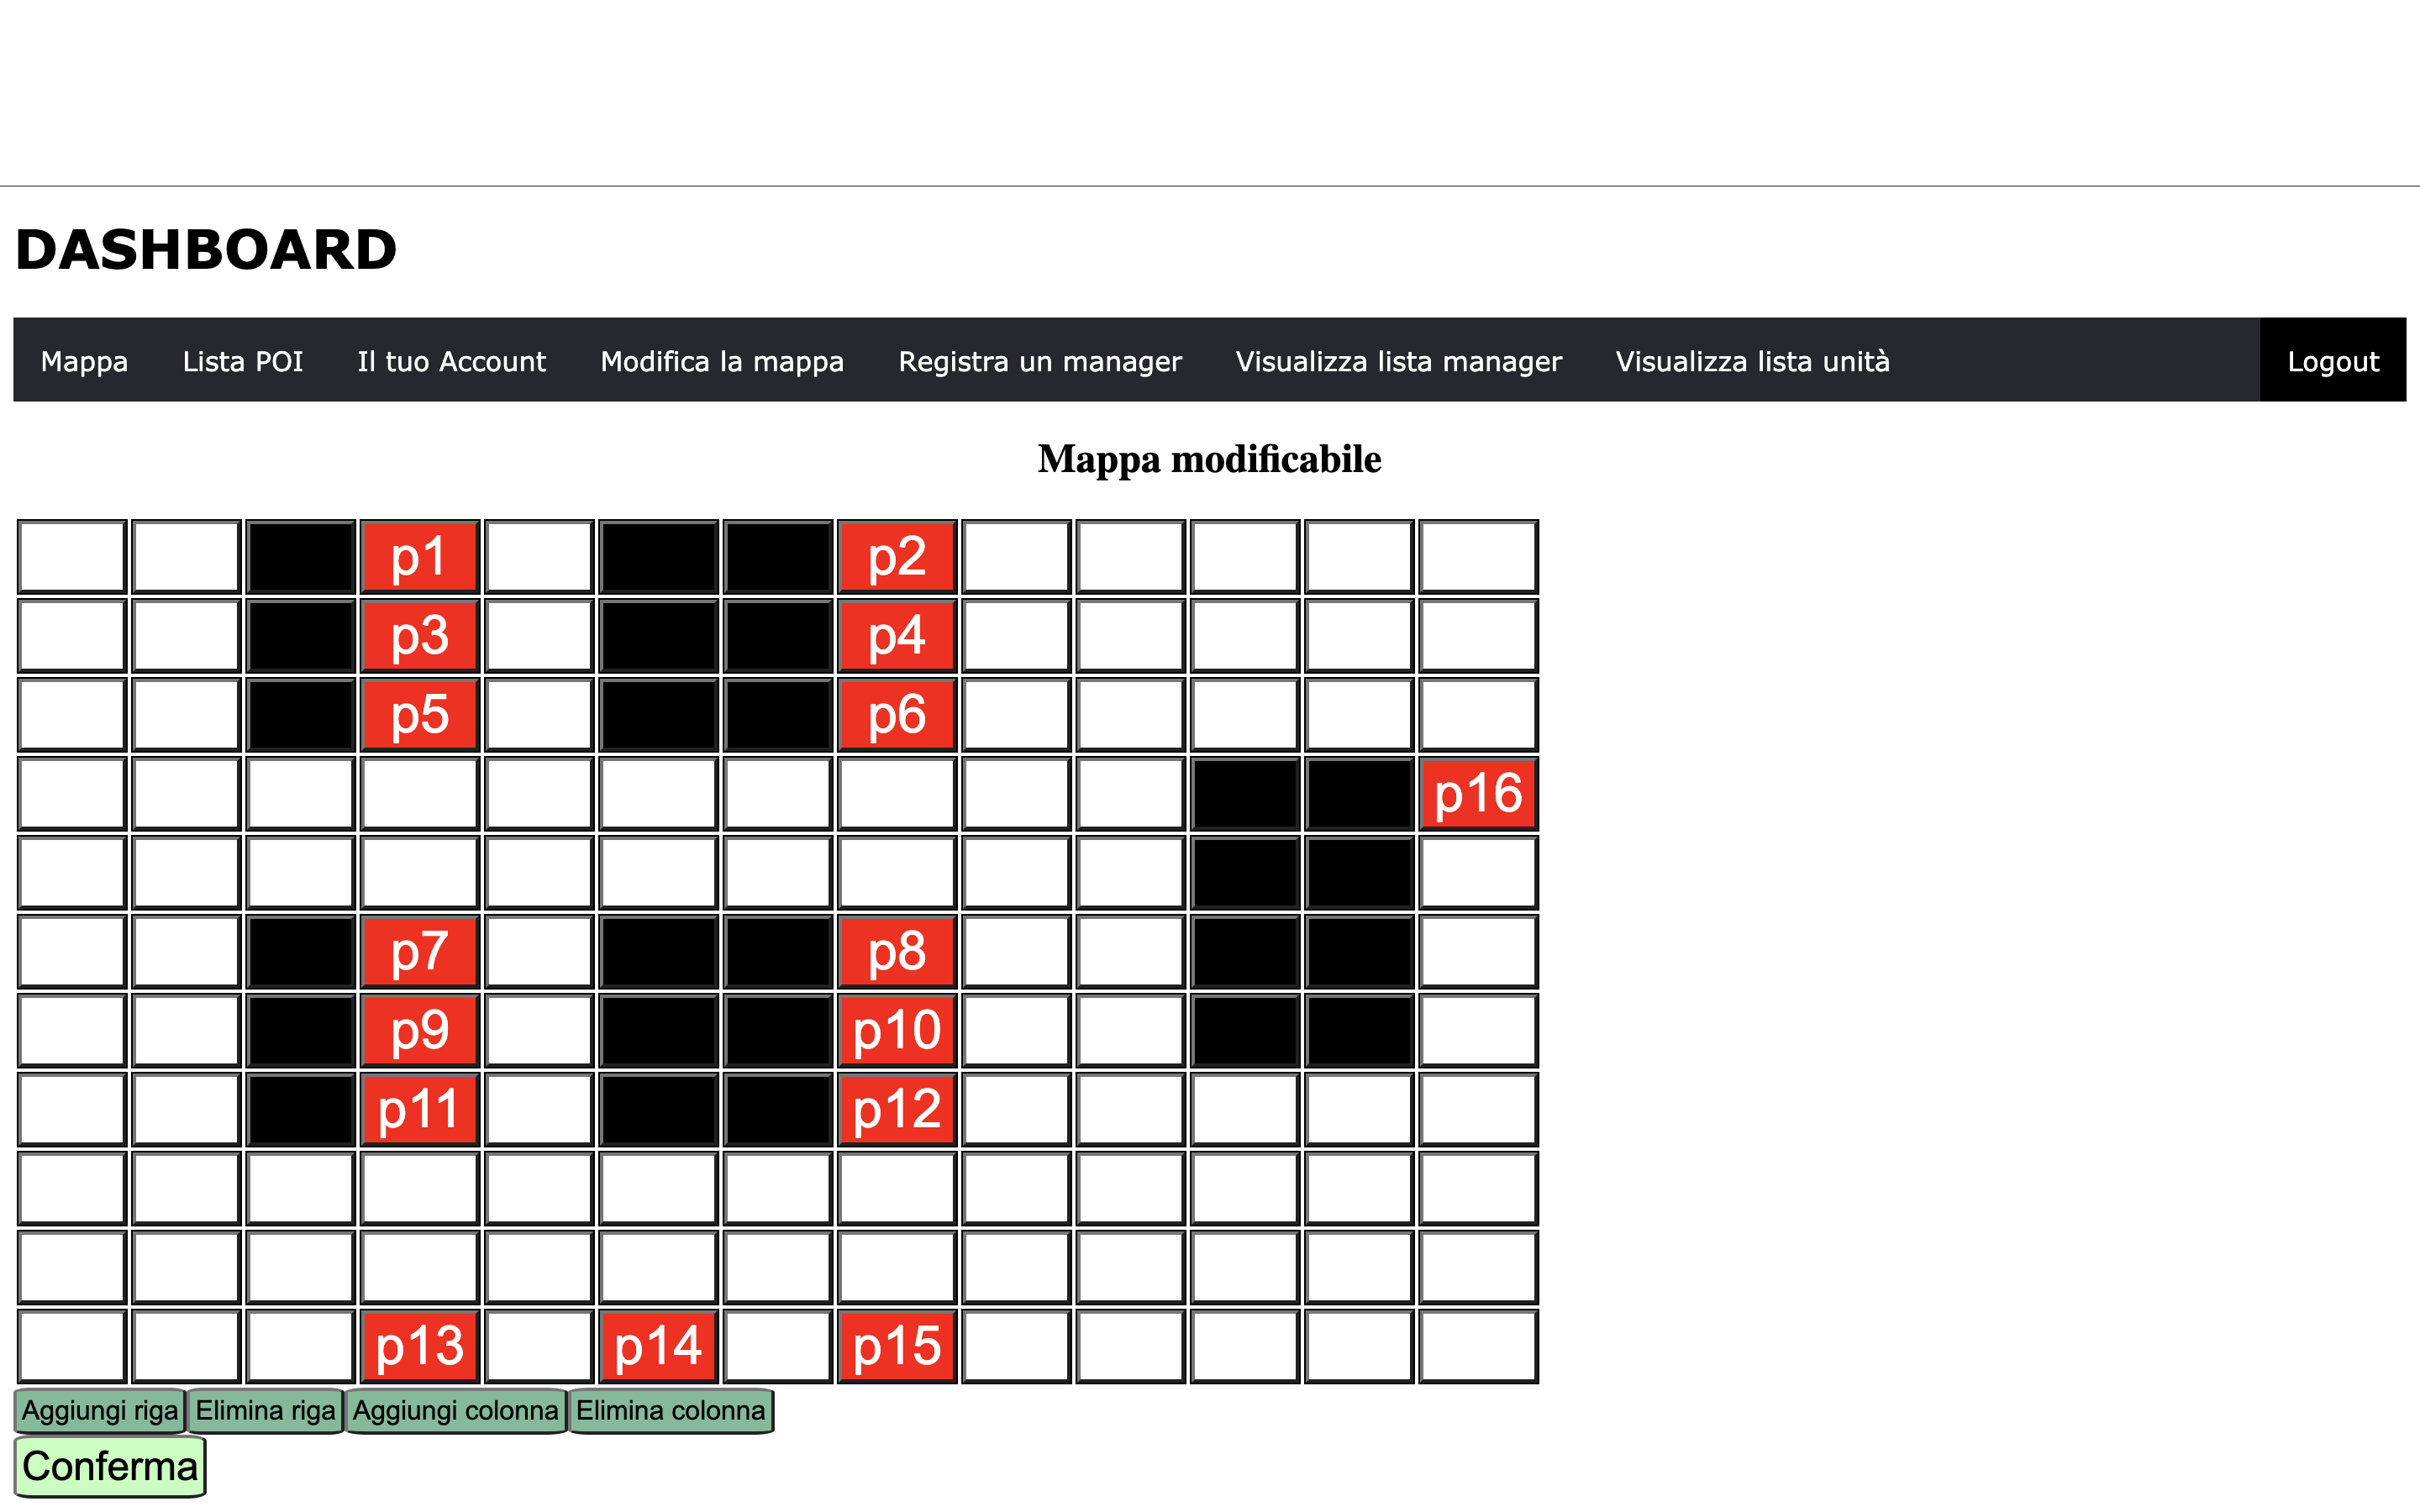 DASHBOARD
Mappa Lista POI Il tuo Account Modifica la mappa Registra un manager Visualizza lista manager Visualizza lista unità Logout
Mappa modificabile
p1 p2
p3 p4
p5 p6
p16
p7 p8
p9 p10
p11 p12
p13 p14 p15
Aggiungi riga Elimina riga Aggiungi colonna Elimina colonna
Conferma